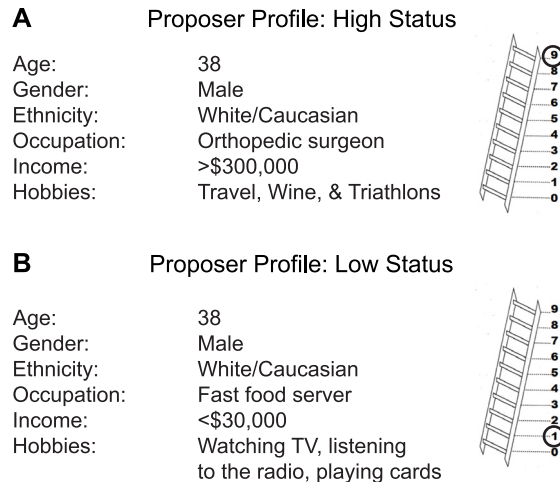 A Proposer Profile: High Status
9
8
Age: 38
7
Gender: Male
6
Ethnicity: White/Caucasian
5
Occupation: Orthopedic surgeon
4
3
Income: >$300,000
2
Hobbies: Travel, Wine, & Triathlons
1
0
B Proposer Profile: Low Status
9
8
Age: 38
7
Gender: Male
6
Ethnicity: White/Caucasian
5
Occupation: Fast food server
4
3
Income: <$30,000
2
Hobbies: Watching TV, listening
1
0
to the radio, playing cards